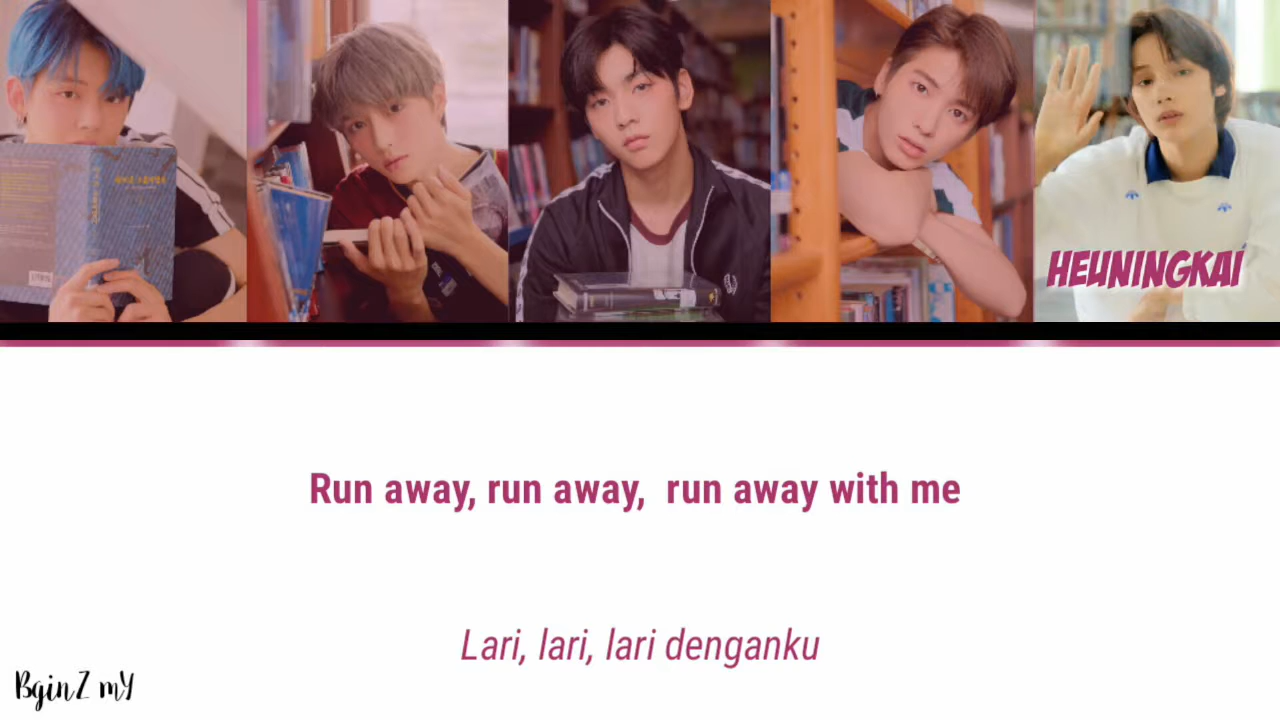 HEUNINGKAI
Run away, run away, run away with me
Lari, lari, lari denganku
BginZ mY